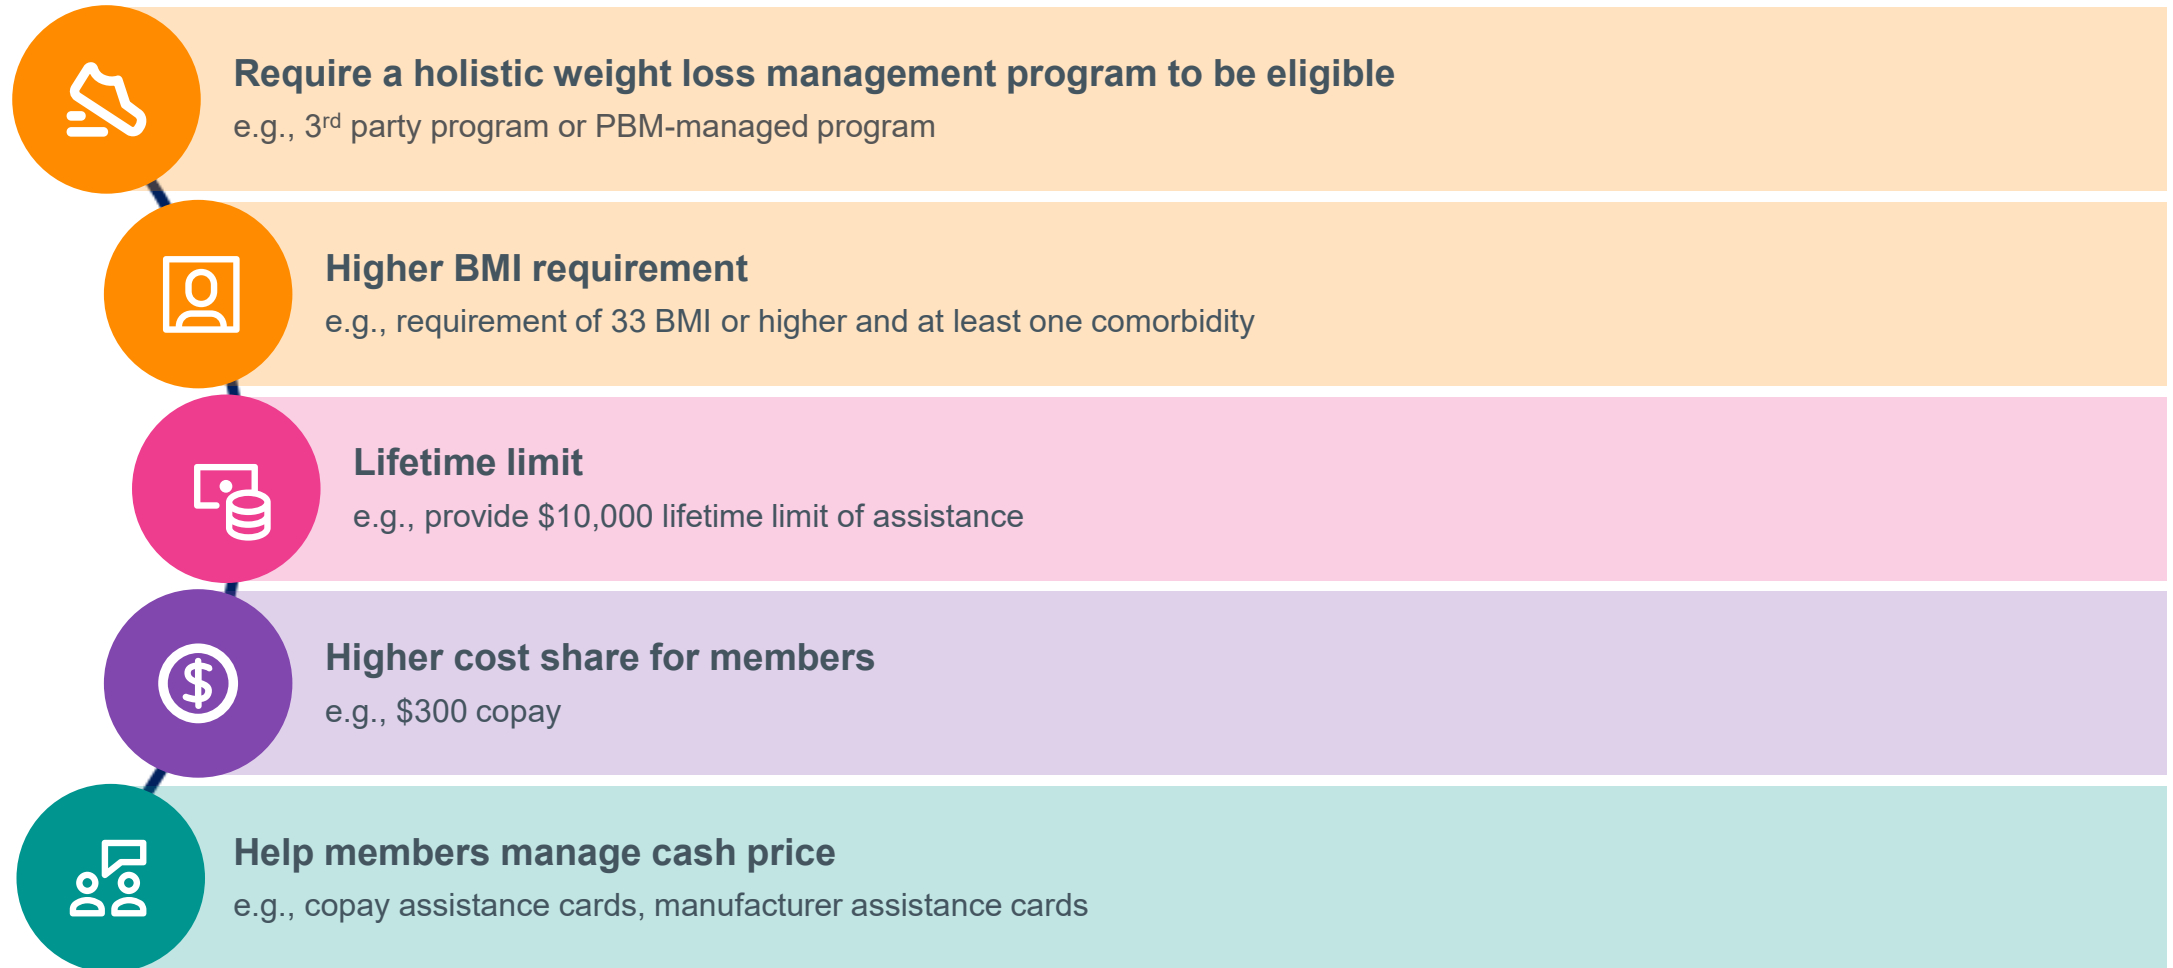 Require a holistic weight loss management program to be eligible
e.g., 3rd party program or PBM-managed program
Higher BMI requirement
e.g., requirement of 33 BMI or higher and at least one comorbidity
Lifetime limit
e.g., provide $10,000 lifetime limit of assistance
Higher cost share for members
e.g., $300 copay
Help members manage cash price
e.g., copay assistance cards, manufacturer assistance cards